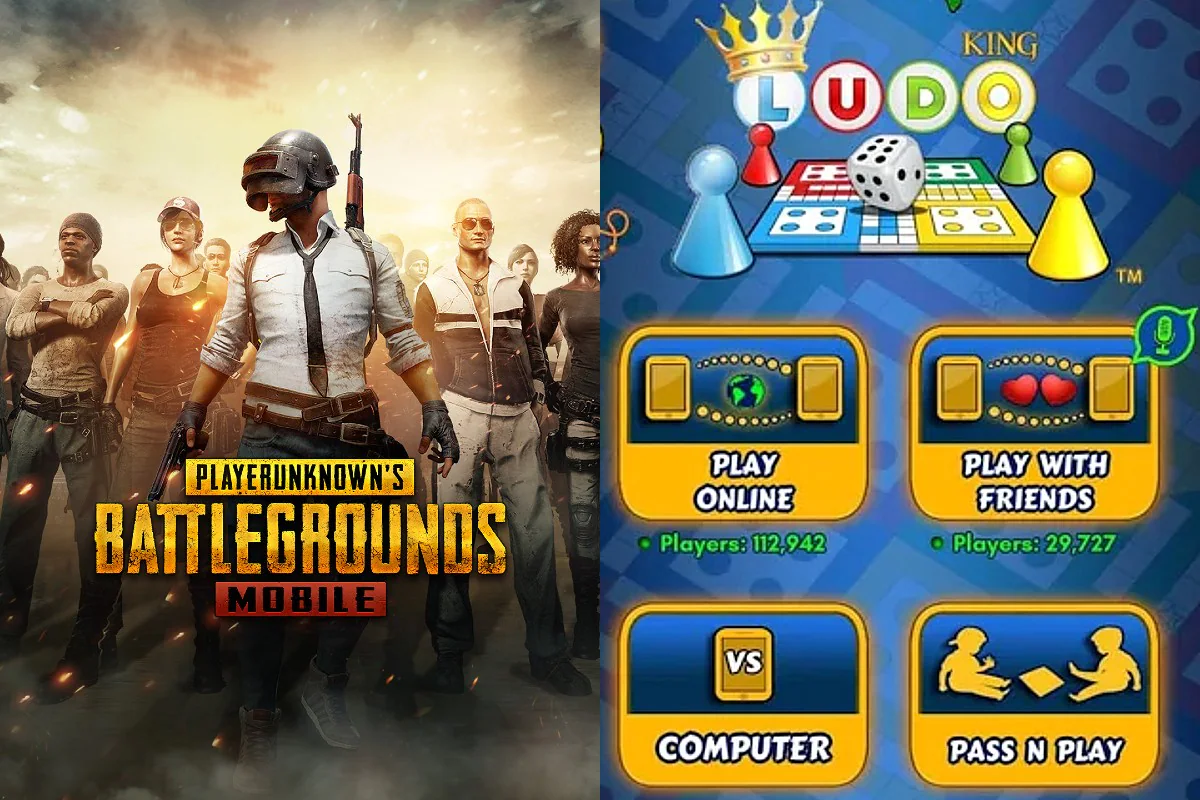 PLAYERUNKNOWN'S
BATTLEGROUNDS
MOBILE
KING
LUDO
TM
PLAY
ONLINE
Players: 112,942
PLAY WITH
FRIENDS
Players: 29,727
VS
COMPUTER
PASS N PLAY